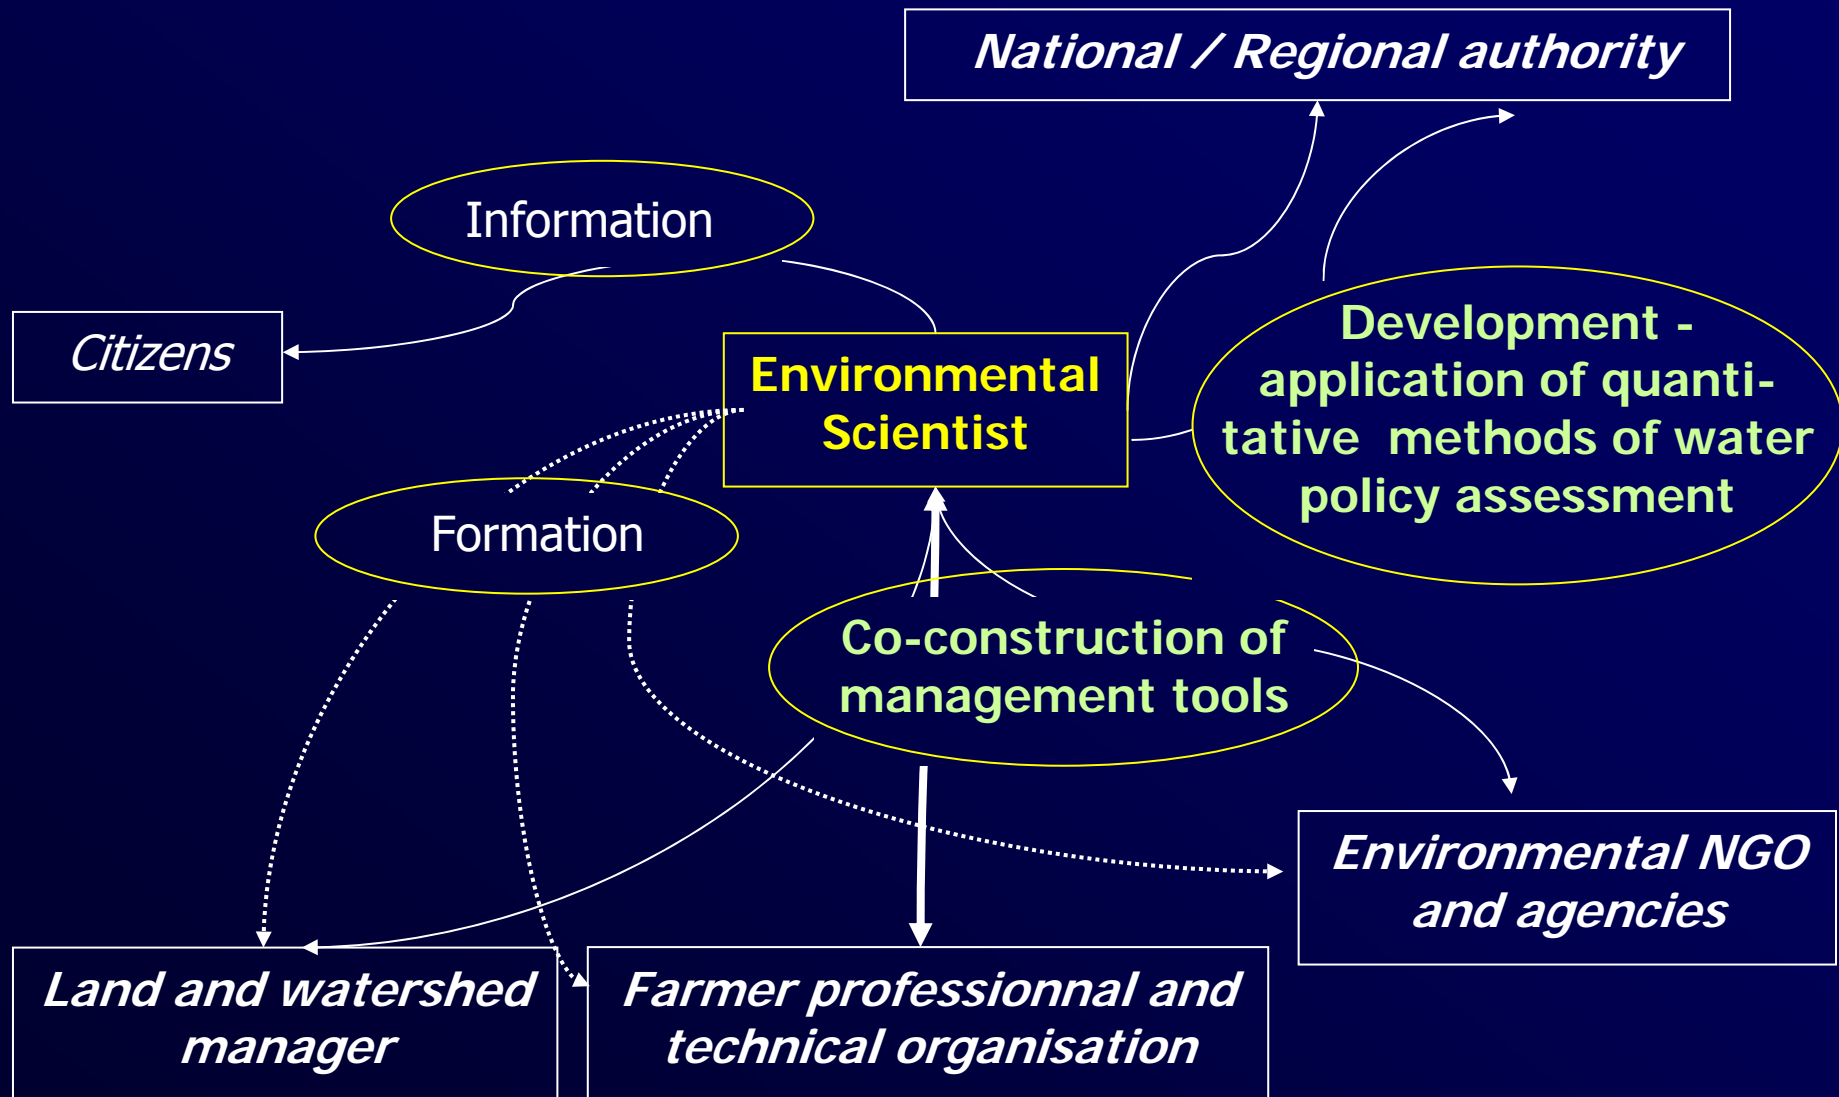 National / Regional authority
Information
Citizens
Environmental
Scientist
Development -
application of quanti-
tative methods of water
policy assessment
Formation
Co-construction of
management tools
Environmental NGO
and agencies
Land and watershed
manager
Farmer professionnal and
technical organisation